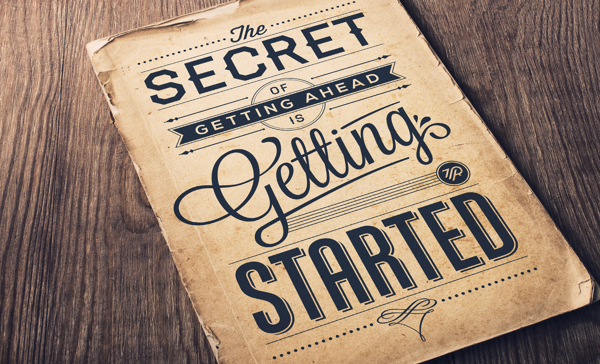 The
SECRET
OF
GETTING AHEAD
IS
Getting
STARTED